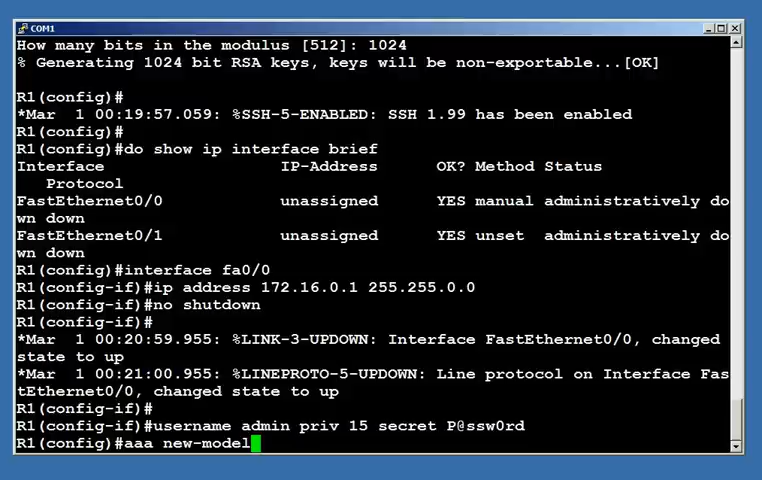 COM1
How many bits in the modulus [512]: 1024
% Generating 1024 bit RSA keys, keys will be non-exportable...[OK]
R1(config)#
*Mar  1 00:19:57.059: %SSH-5-ENABLED: SSH 1.99 has been enabled
R1(config)#
R1(config)#do show ip interface brief
Interface                  IP-Address      OK? Method Status
    Protocol
FastEthernet0/0            unassigned      YES manual administratively do
wn down
FastEthernet0/1            unassigned      YES unset  administratively do
wn down
R1(config)#interface fa0/0
R1(config-if)#ip address 172.16.0.1 255.255.0.0
R1(config-if)#no shutdown
R1(config-if)#
*Mar  1 00:20:59.955: %LINK-3-UPDOWN: Interface FastEthernet0/0, changed
state to up
*Mar  1 00:21:00.955: %LINEPROTO-5-UPDOWN: Line protocol on Interface Fas
tEthernet0/0, changed state to up
R1(config-if)#
R1(config-if)#username admin priv 15 secret P@ssw0rd
R1(config)#aaa new-model